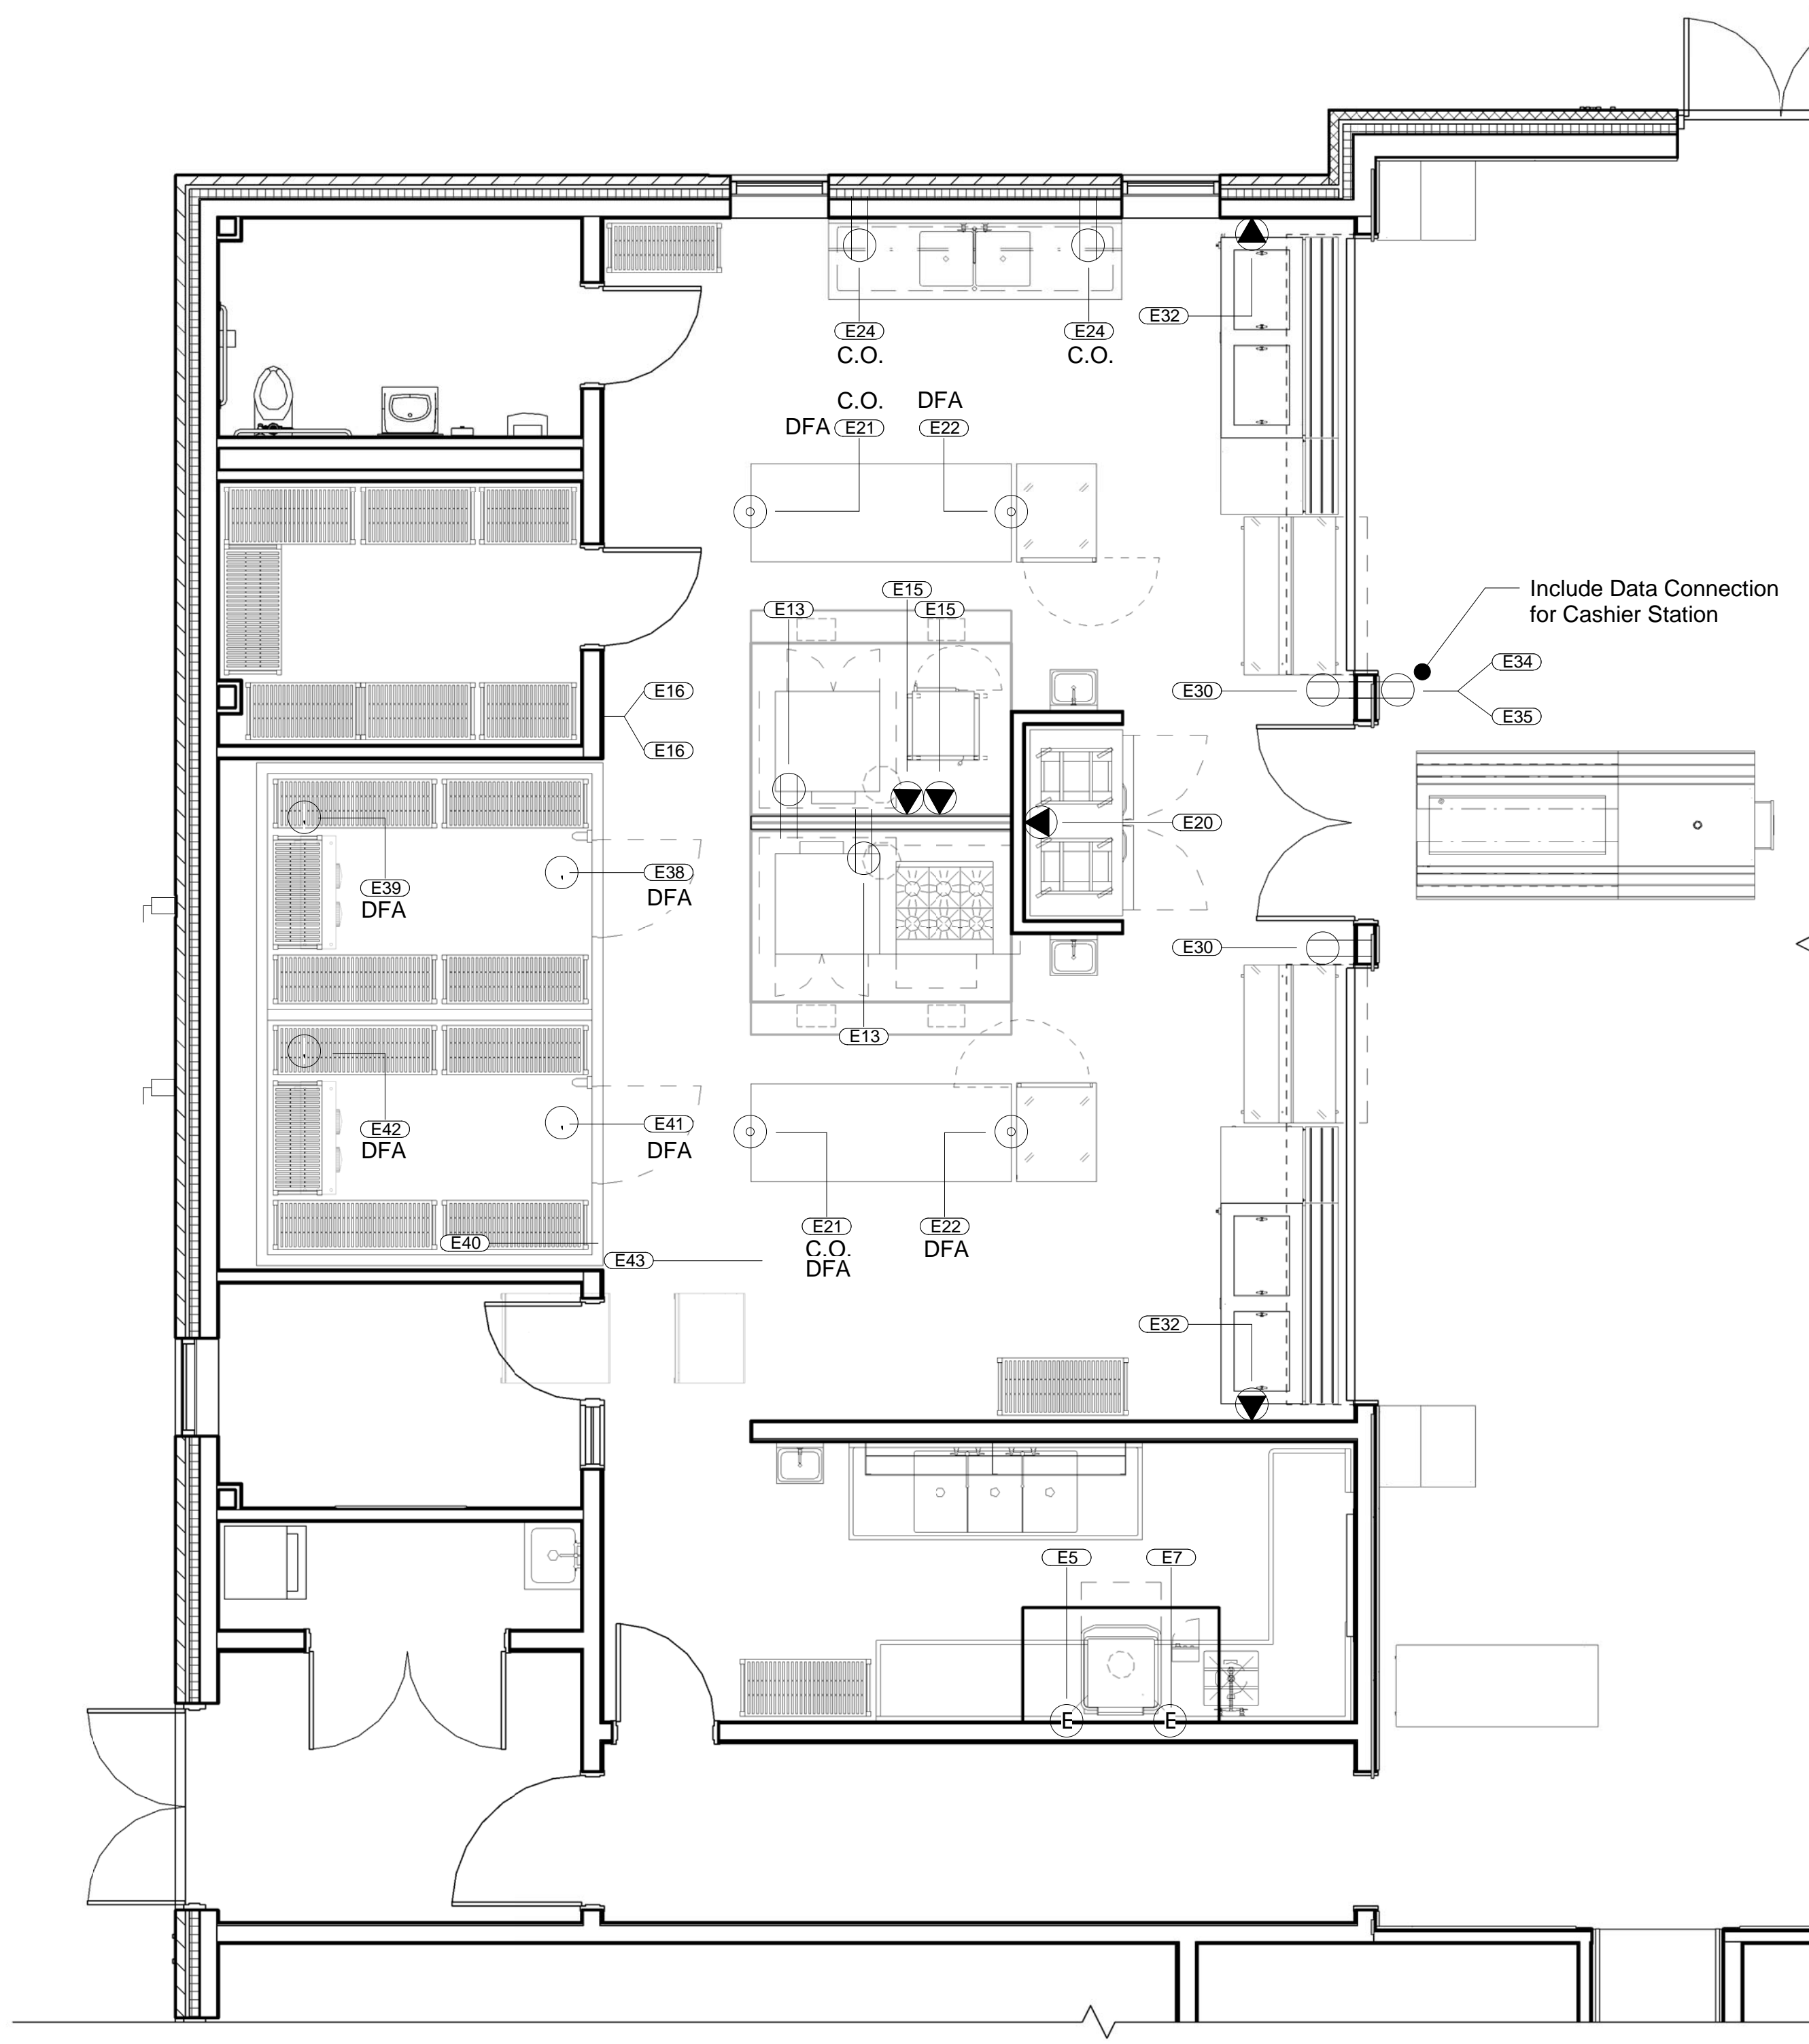 E32
E24
E24
C.O.
C.O.
C.O.
DFA
DFA
E21
E22
Include Data Connection
for Cashier Station
E15
E13
E15
E34
E16
E30
E35
E16
E20
E39
DFA
E38
DFA
E30
E13
E42
DFA
E41
DFA
E21
C.O.
DFA
E22
DFA
E40
E43
E32
E5
E7
E
E